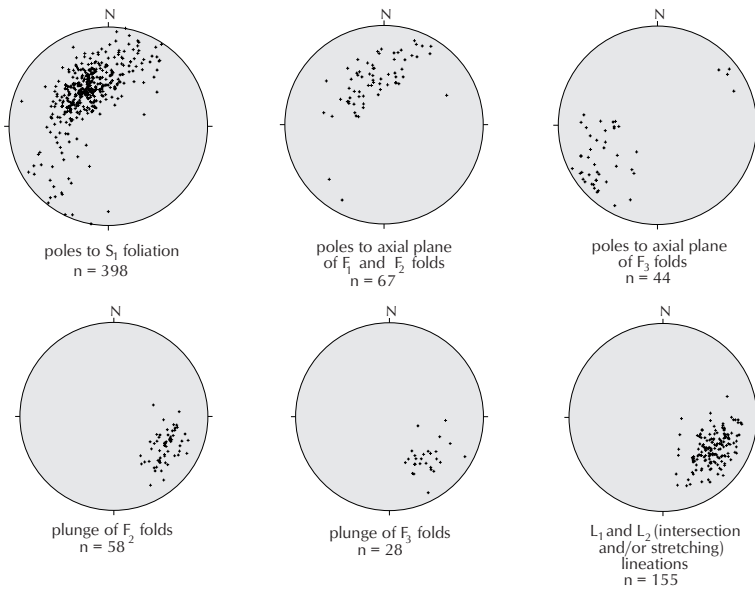 N
N
N
poles to S₁ foliation
n = 398
poles to axial plane
of F₁ and F₂ folds
n = 67
poles to axial plane
of F₃ folds
n = 44
N
N
N
plunge of F₂ folds
n = 58
plunge of F₃ folds
n = 28
L₁ and L₂ (intersection
and/or stretching)
lineations
n = 155